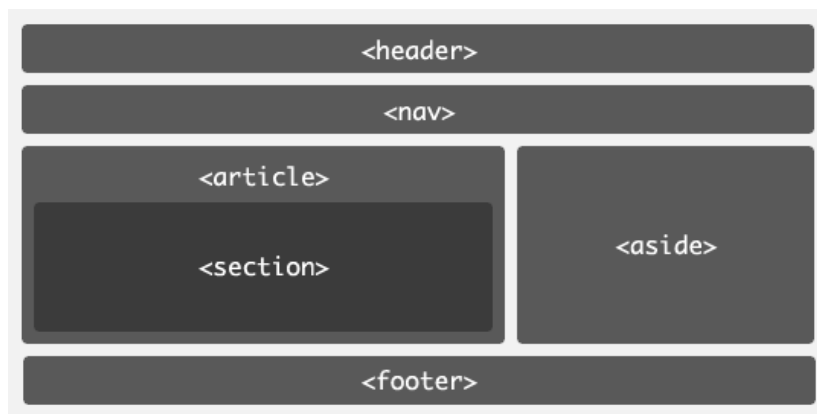 <header>
<nav>
<article>
<section>
<aside>
<footer>